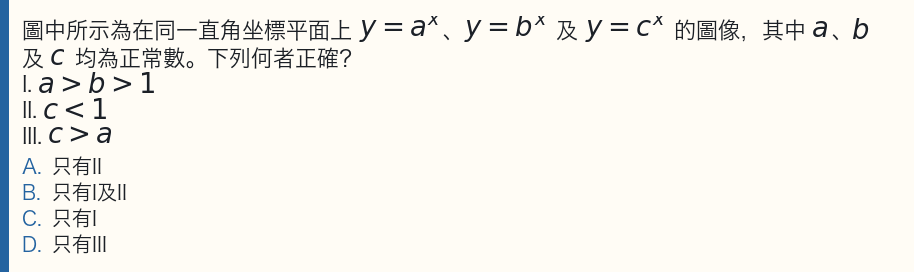 圖中所示為在同一直角坐標平面上 $y = a^x$、$y = b^x$ 及 $y = c^x$ 的圖像，其中 $a$、$b$
及 $c$ 均為正常數。下列何者正確？
I. $a > b > 1$
II. $c < 1$
III. $c > a$
A. 只有II
B. 只有I及II
C. 只有I
D. 只有III